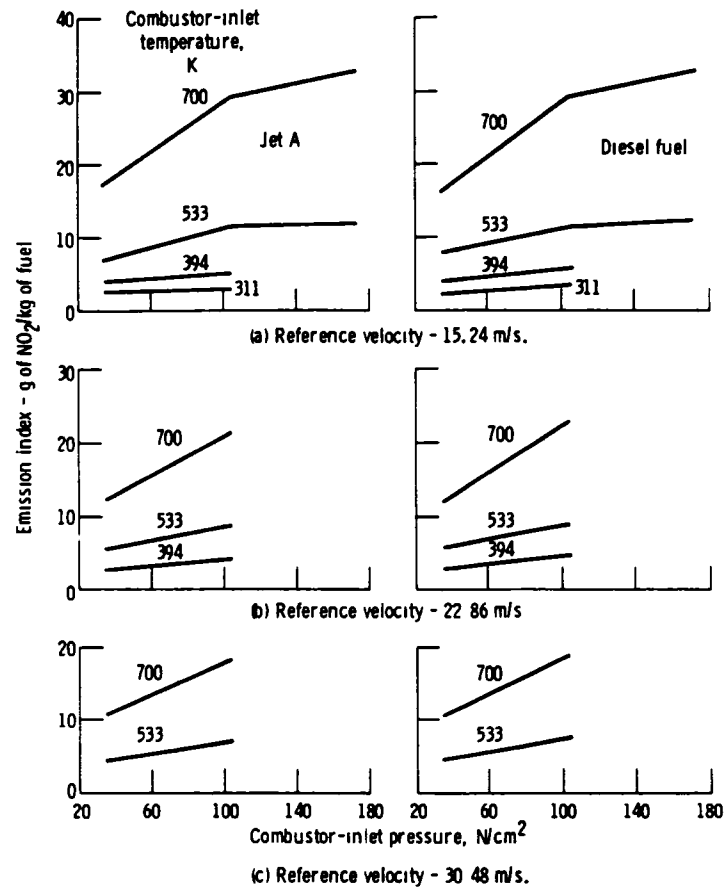 Combustor-inlet
temperature,
K
40
30
20
10
0
700
Jet A
533
394
311
700
Diesel fuel
533
394
311
(a) Reference velocity - 15.24 m/s.
Emission index - g of NO2/kg of fuel
30
20
10
0
700
533
394
700
533
394
(b) Reference velocity - 22 86 m/s
20
10
0
700
533
700
533
20 60 100 140 180 20 60 100 140 180
Combustor-inlet pressure, N/cm2
(c) Reference velocity - 30 48 m/s.